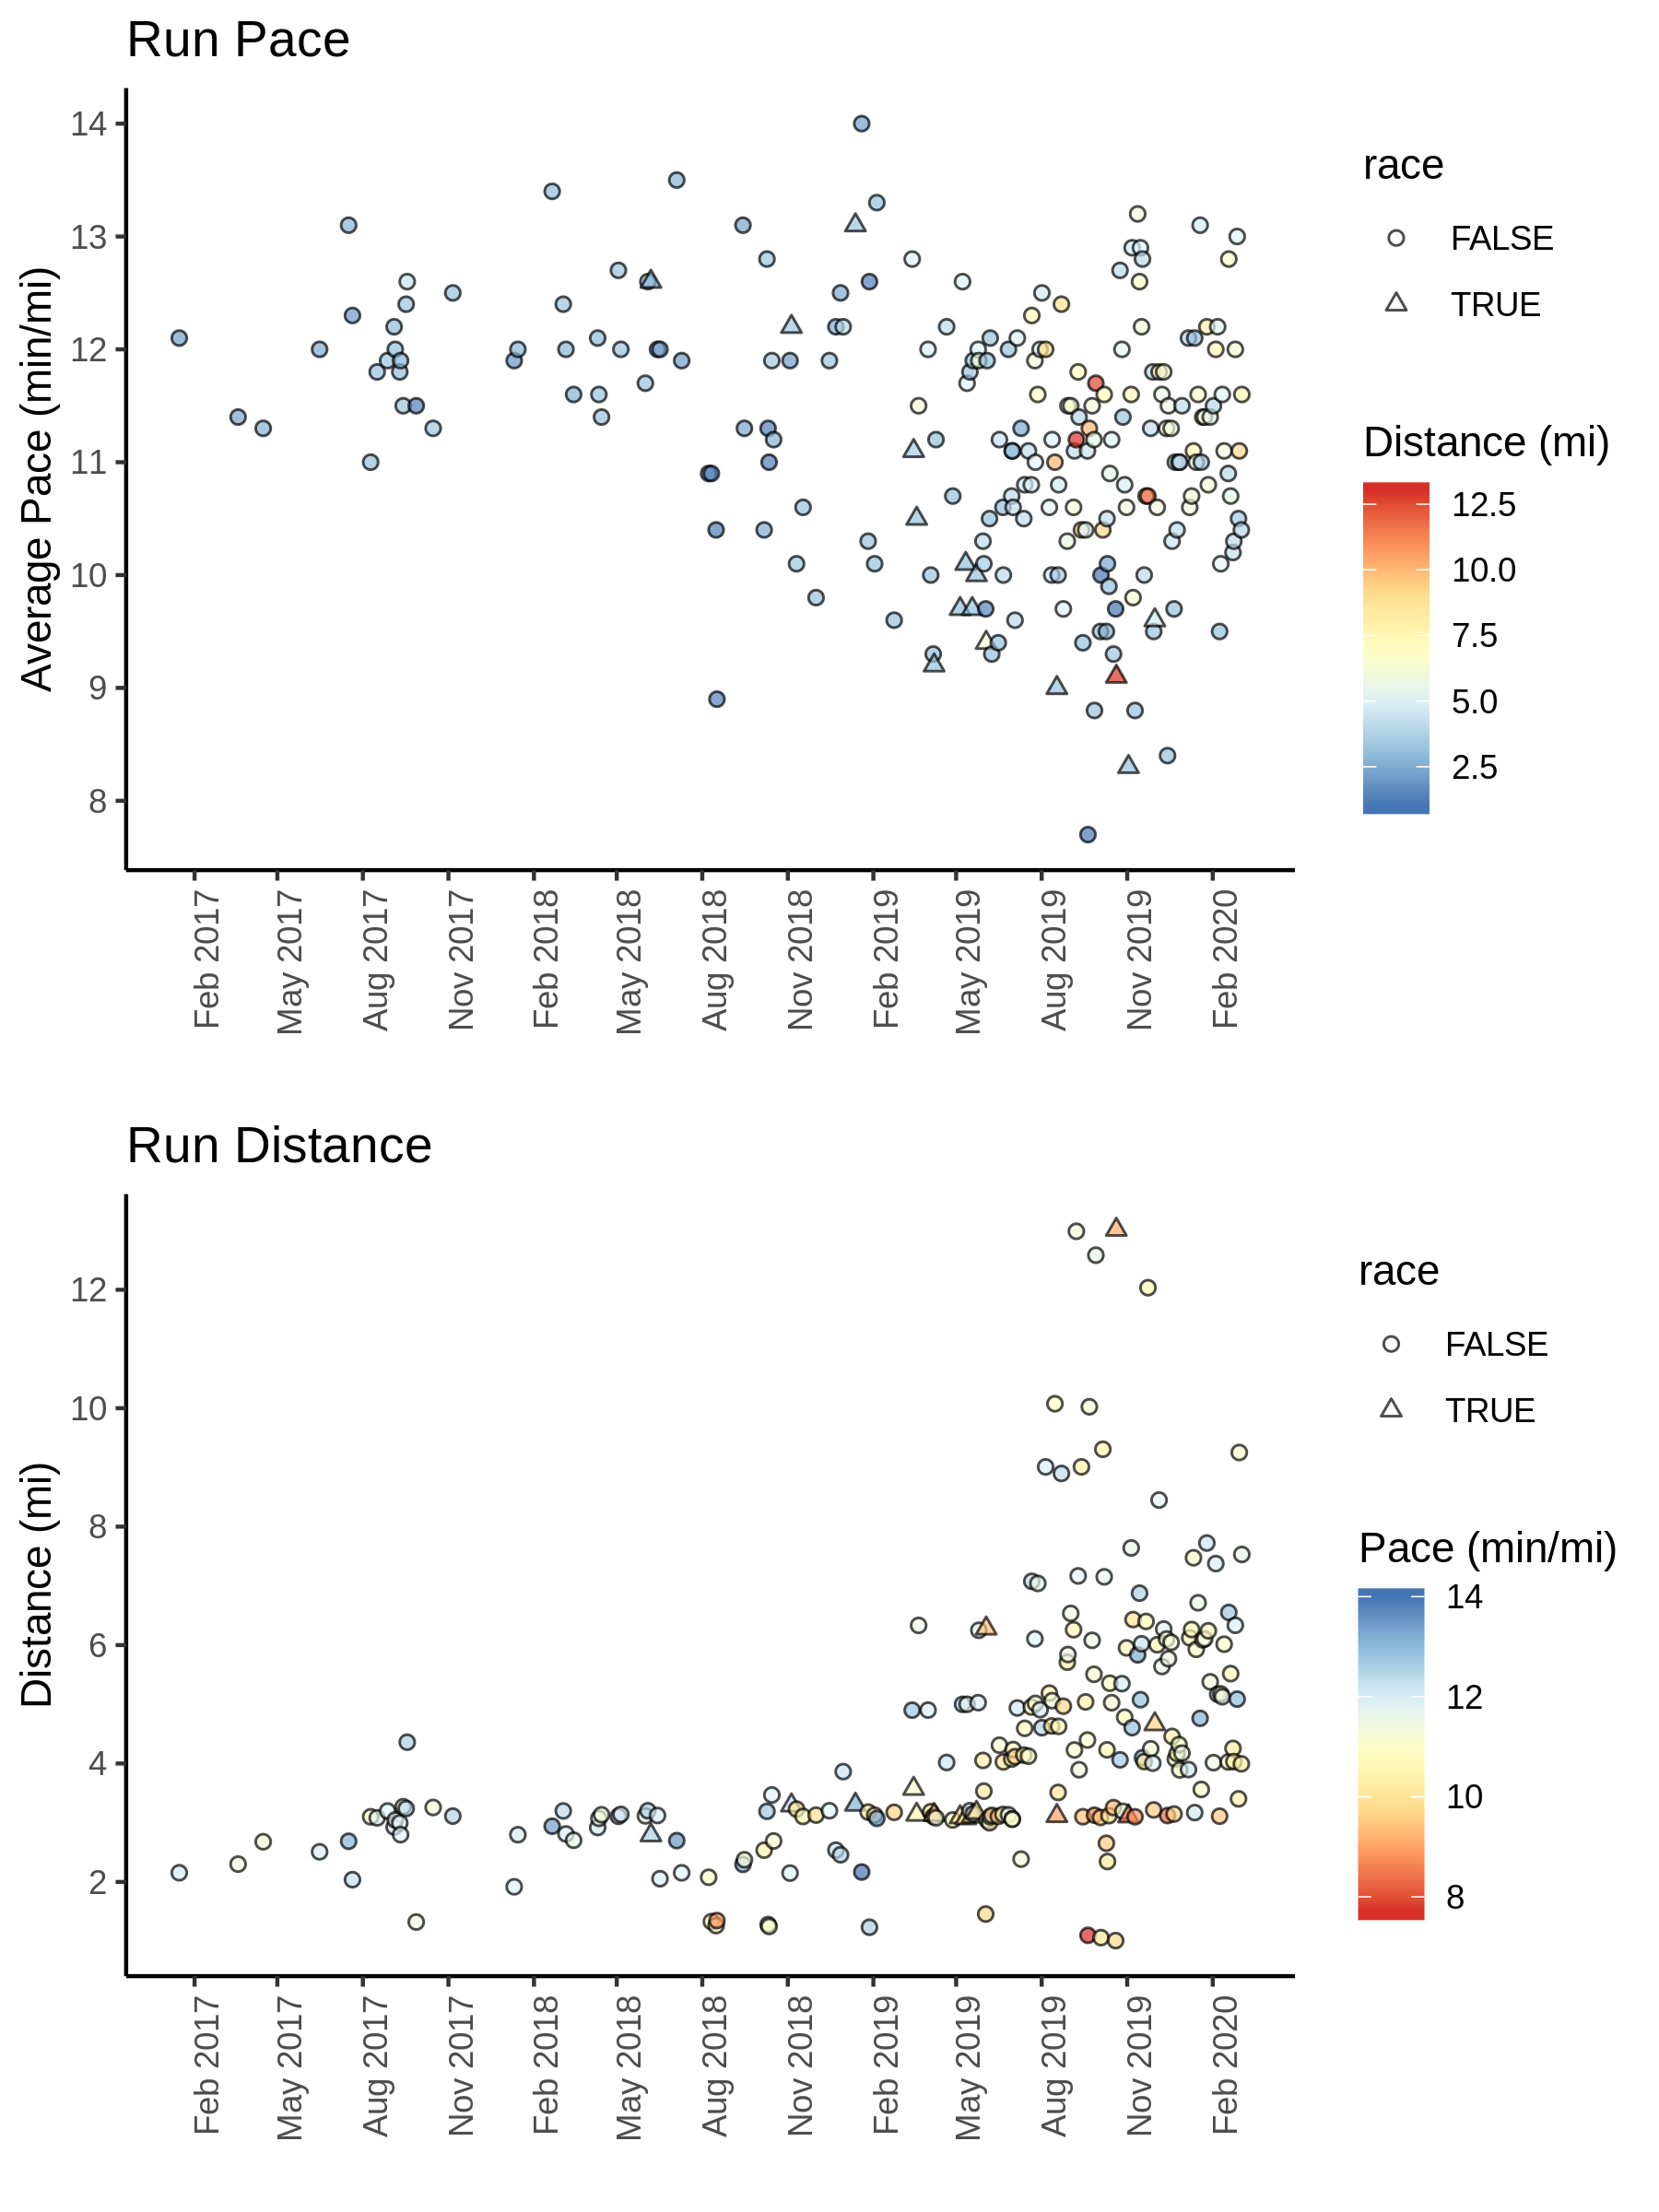 Run Pace
Average Pace (min/mi)
14
13
12
11
10
9
8
Feb 2017
May 2017
Aug 2017
Nov 2017
Feb 2018
May 2018
Aug 2018
Nov 2018
Feb 2019
May 2019
Aug 2019
Nov 2019
Feb 2020
race
FALSE
TRUE
Distance (mi)
12.5
10.0
7.5
5.0
2.5
Run Distance
Distance (mi)
12
10
8
6
4
2
Feb 2017
May 2017
Aug 2017
Nov 2017
Feb 2018
May 2018
Aug 2018
Nov 2018
Feb 2019
May 2019
Aug 2019
Nov 2019
Feb 2020
race
FALSE
TRUE
Pace (min/mi)
14
12
10
8